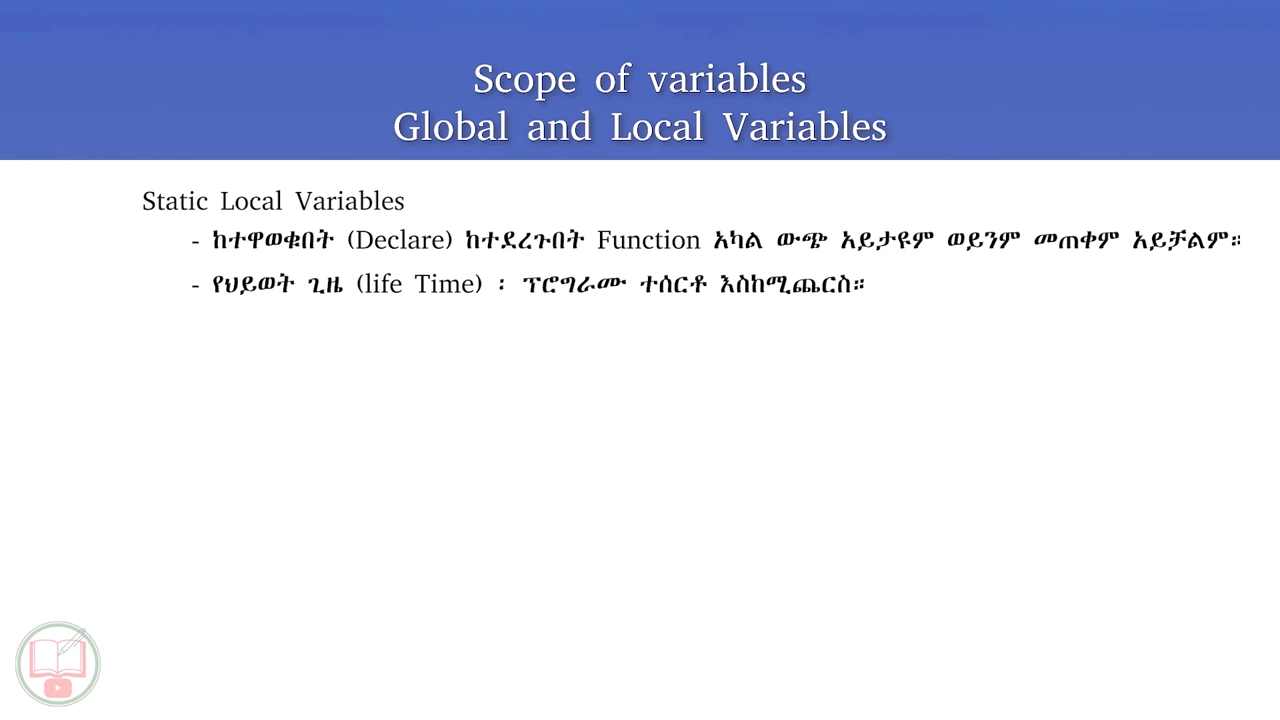 Scope of variables
Global and Local Variables
Static Local Variables
- ከተዋወቁበት (Declare) ከተደረጉበት Function አካል ውጭ አይታዩም ወይንም መጠቀም አይቻልም።
- የህይወት ጊዜ (life Time) ፡ ፕሮግራሙ ተሰርቶ እስከሚጨርስ።